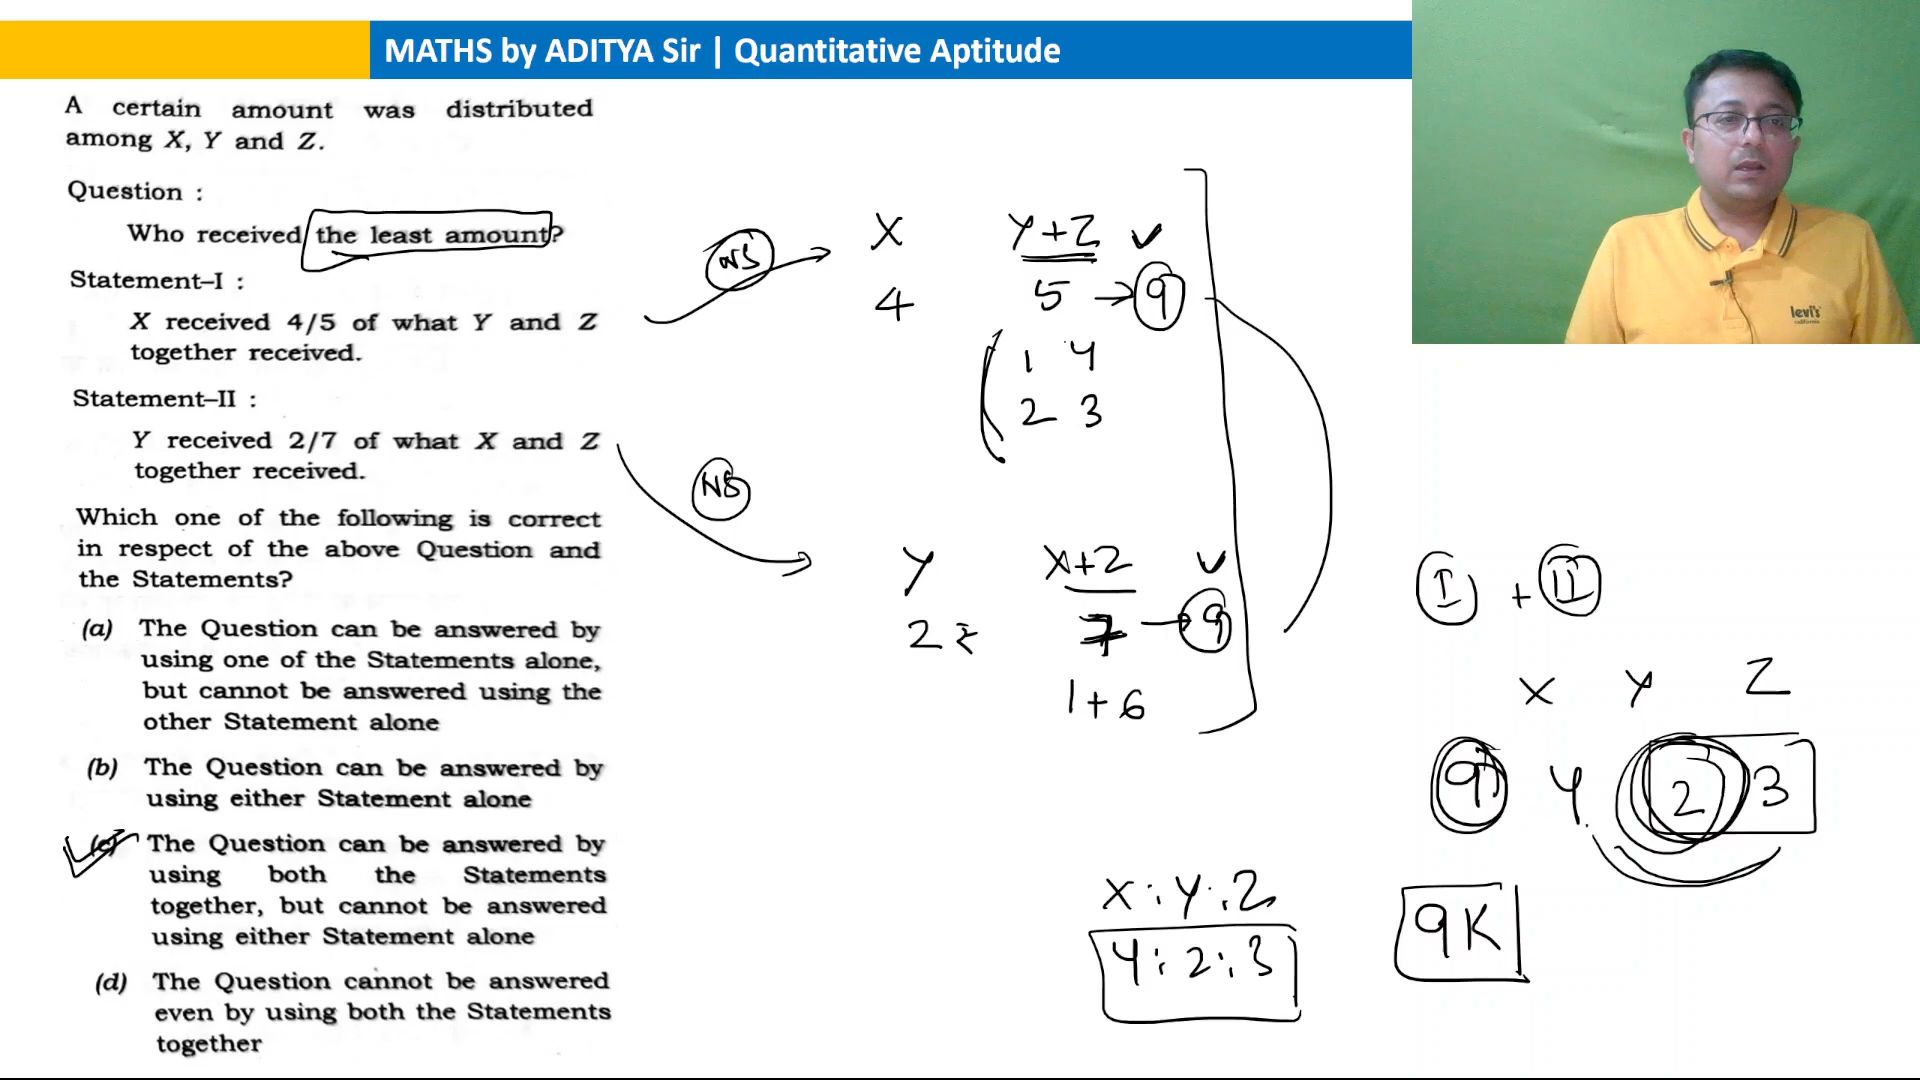 MATHS by ADITYA Sir | Quantitative Aptitude
A certain amount was distributed
among X, Y and Z.
Question :
Who received the least amount?
Statement–I :
X received 4/5 of what Y and Z
together received.
Statement–II :
Y received 2/7 of what X and Z
together received.
Which one of the following is correct
in respect of the above Question and
the Statements?
(a) The Question can be answered by
using one of the Statements alone,
but cannot be answered using the
other Statement alone
(b) The Question can be answered by
using either Statement alone
(c) The Question can be answered by
using both the Statements
together, but cannot be answered
using either Statement alone
(d) The Question cannot be answered
even by using both the Statements
together
NS
X Y+Z ✓
4 5 → 9
1 4
2 3
NS
Y X+Z ✓
2 7 → 9
1+6
I + II
X Y Z
9 4 2 3
X : Y : Z
4 : 2 : 3
9K
levi's